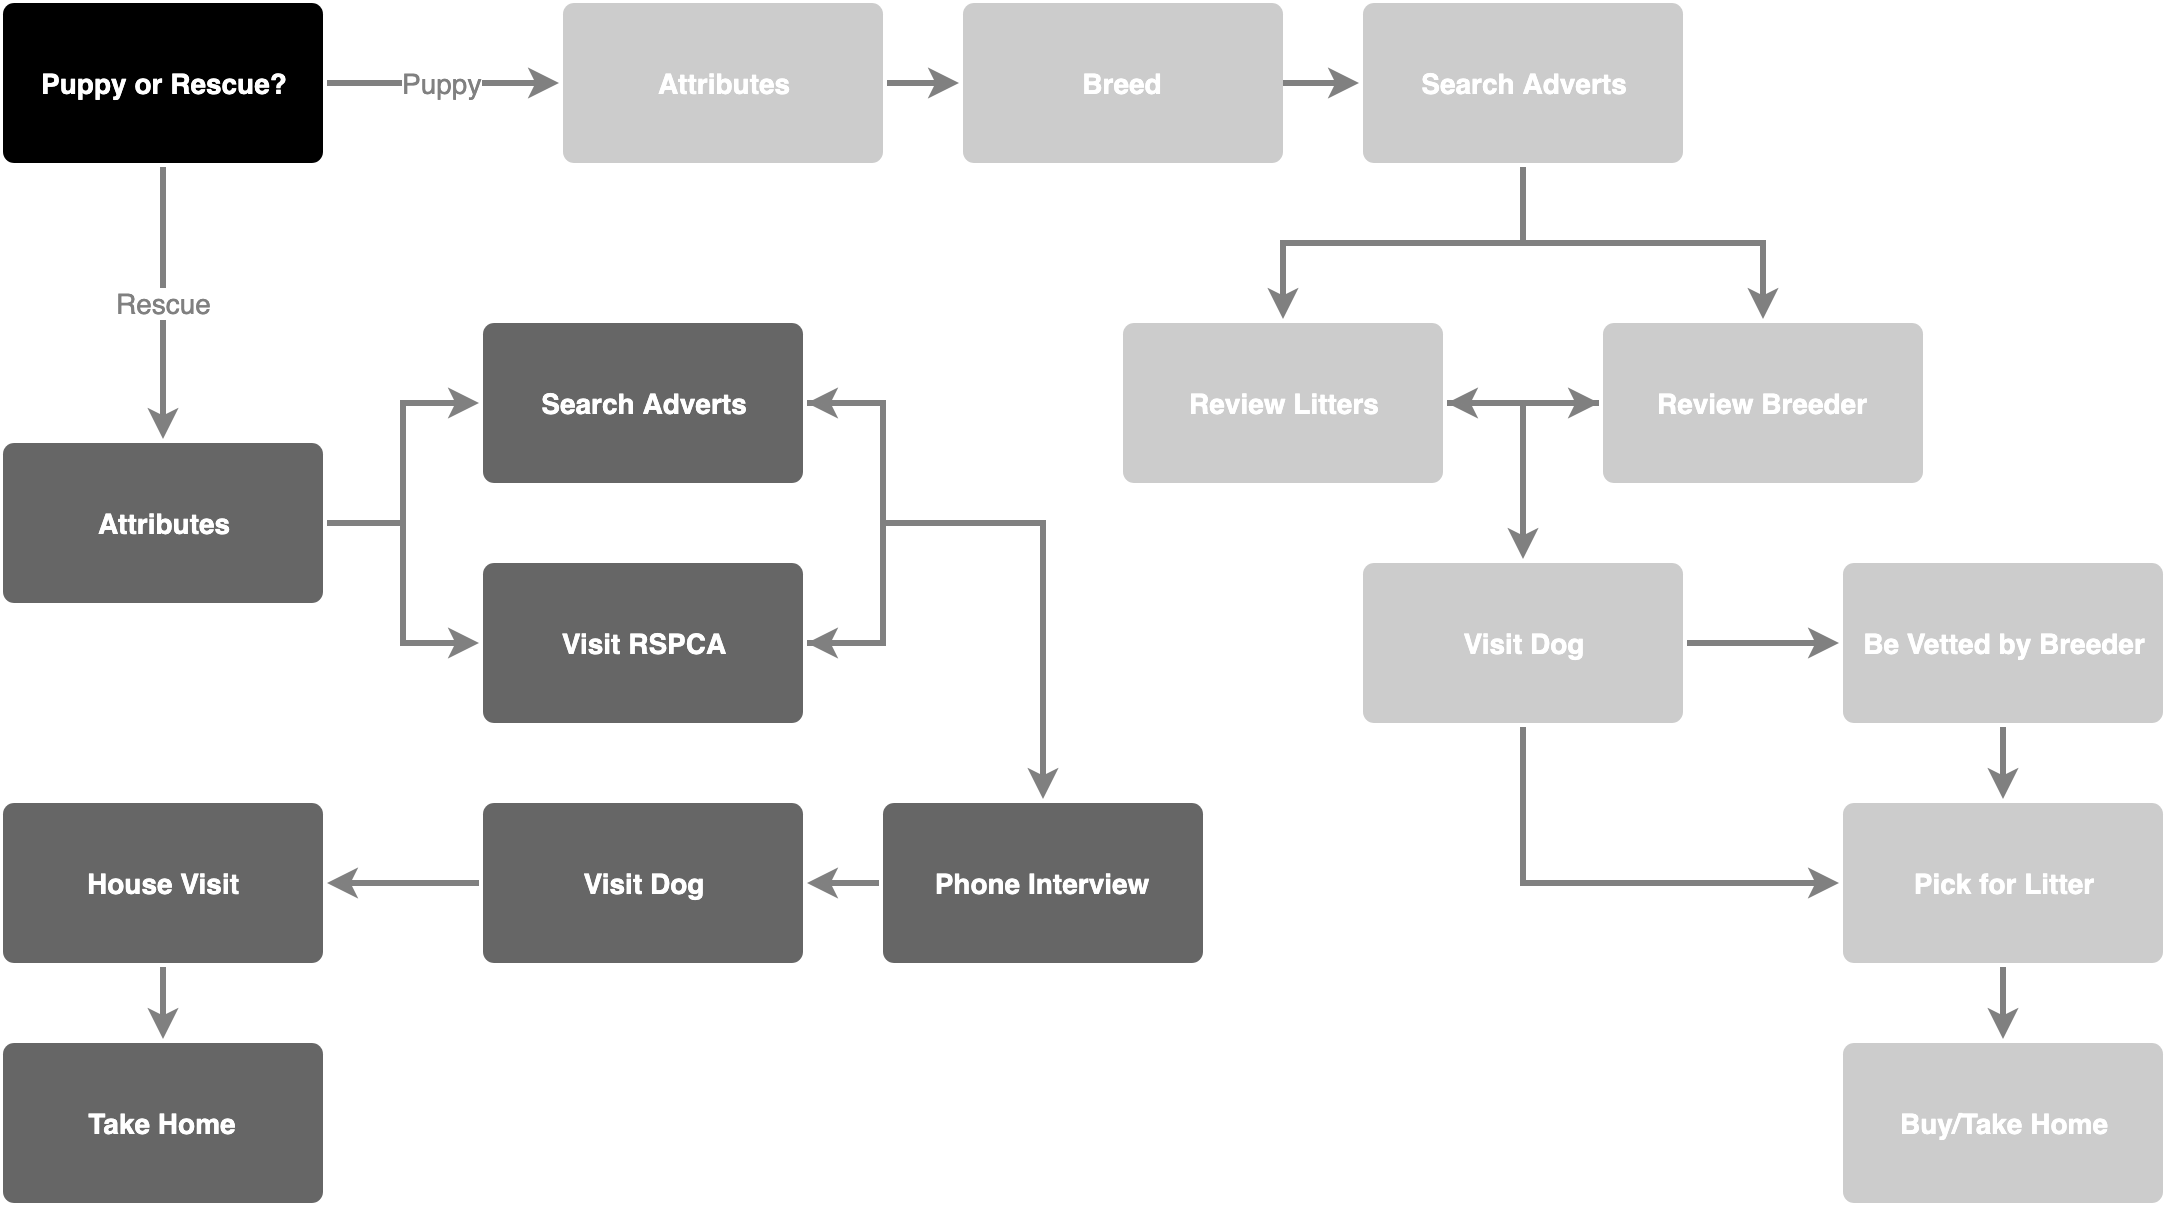 Puppy or Rescue?
Puppy
Attributes
Breed
Search Adverts
Rescue
Search Adverts
Review Litters
Review Breeder
Attributes
Visit RSPCA
Visit Dog
Be Vetted by Breeder
House Visit
Visit Dog
Phone Interview
Pick for Litter
Take Home
Buy/Take Home